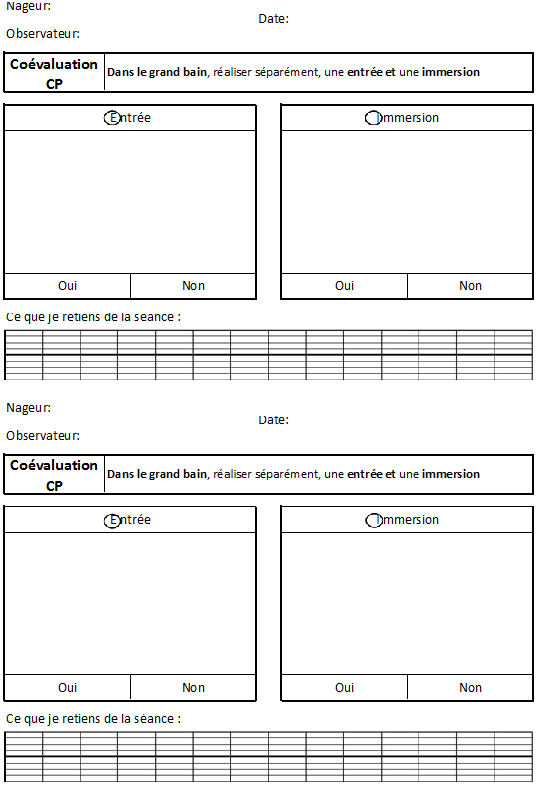 Nageur:
Date:
Observateur:
Coévaluation CP
Dans le grand bain, réaliser séparément, une entrée et une immersion
Entrée
Immersion
Oui Non
Oui Non
Ce que je retiens de la séance :
Nageur:
Date:
Observateur:
Coévaluation CP
Dans le grand bain, réaliser séparément, une entrée et une immersion
Entrée
Immersion
Oui Non
Oui Non
Ce que je retiens de la séance :